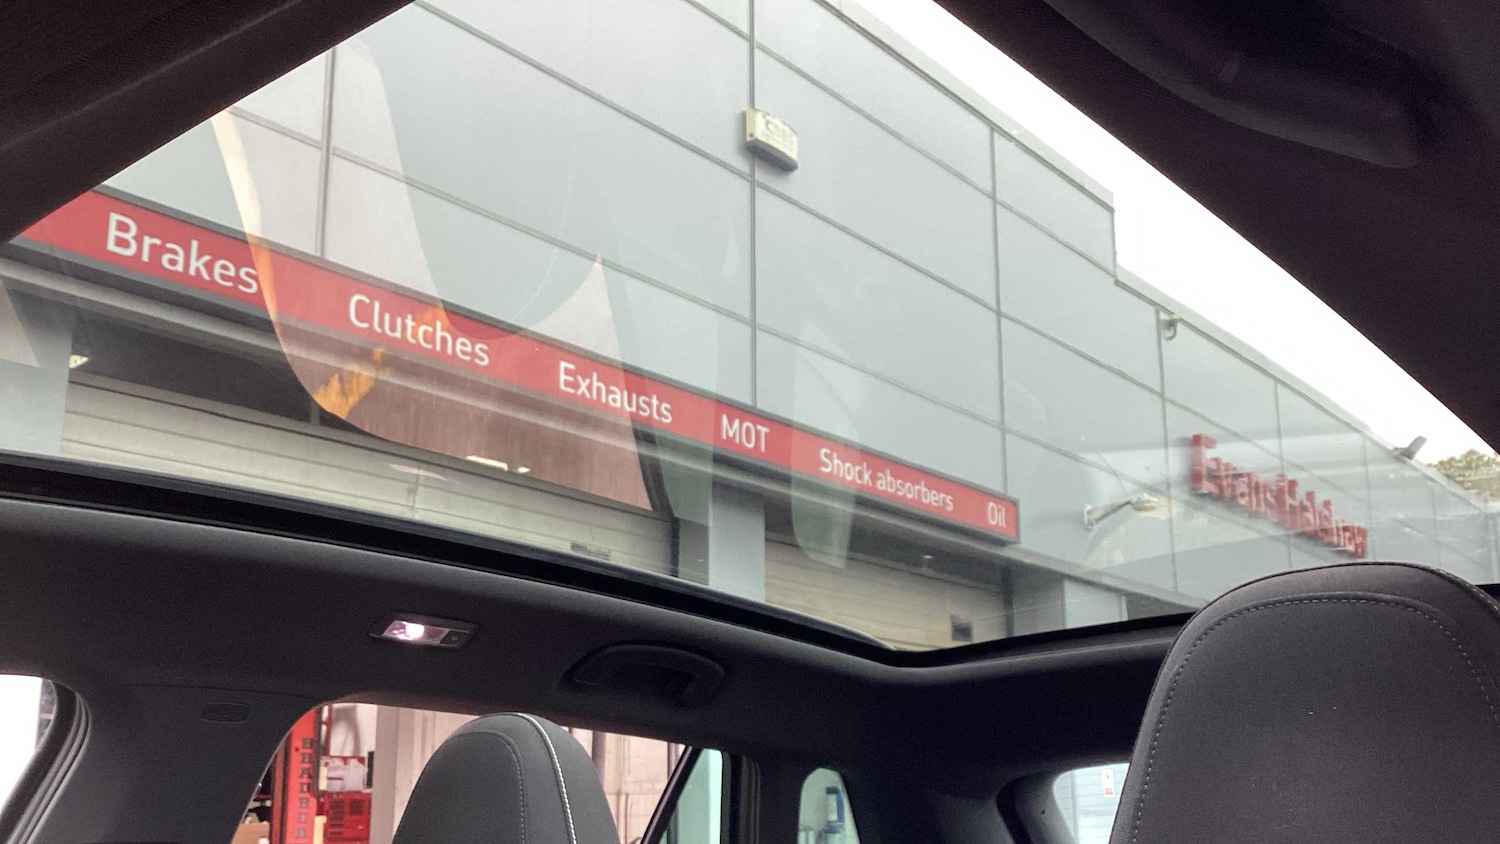 Brakes Clutches Exhausts MOT Shock absorbers Oil
Evans Halshaw